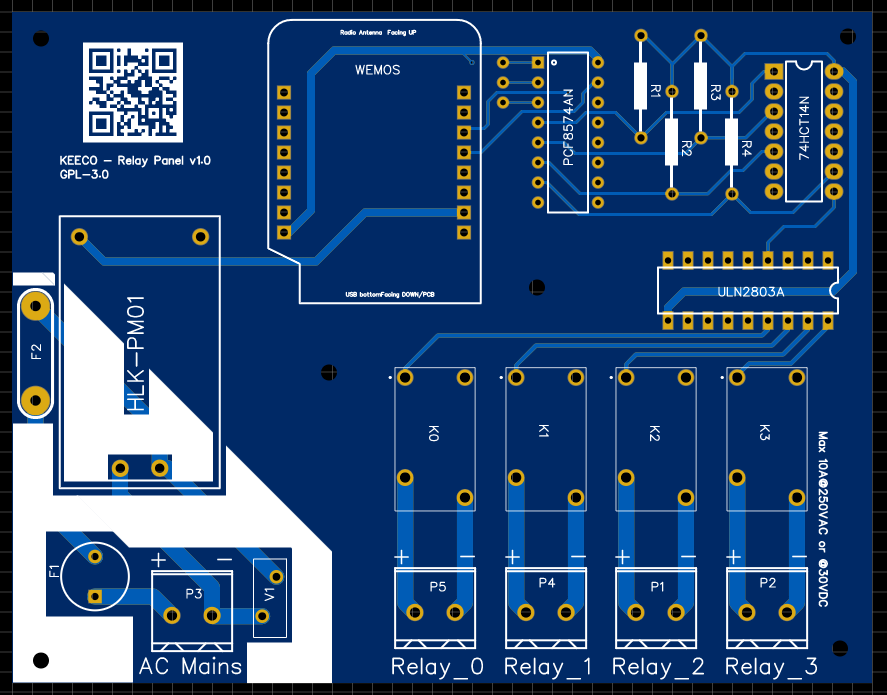 Radio Antenna Facing UP
WEMOS
KEECO - Relay Panel v1.0
GPL-3.0
PCF8574AN
R1
R3
R2
R4
74HCT14N
USB bottomFacing DOWN/PCB
ULN2803A
HLK-PM01
F2
K0
K1
K2
K3
Max 10A@250VAC or @30VDC
F1
+ −
P3
V1
AC Mains
+ −
P5
Relay_0
+ −
P4
Relay_1
+ −
P1
Relay_2
+ −
P2
Relay_3